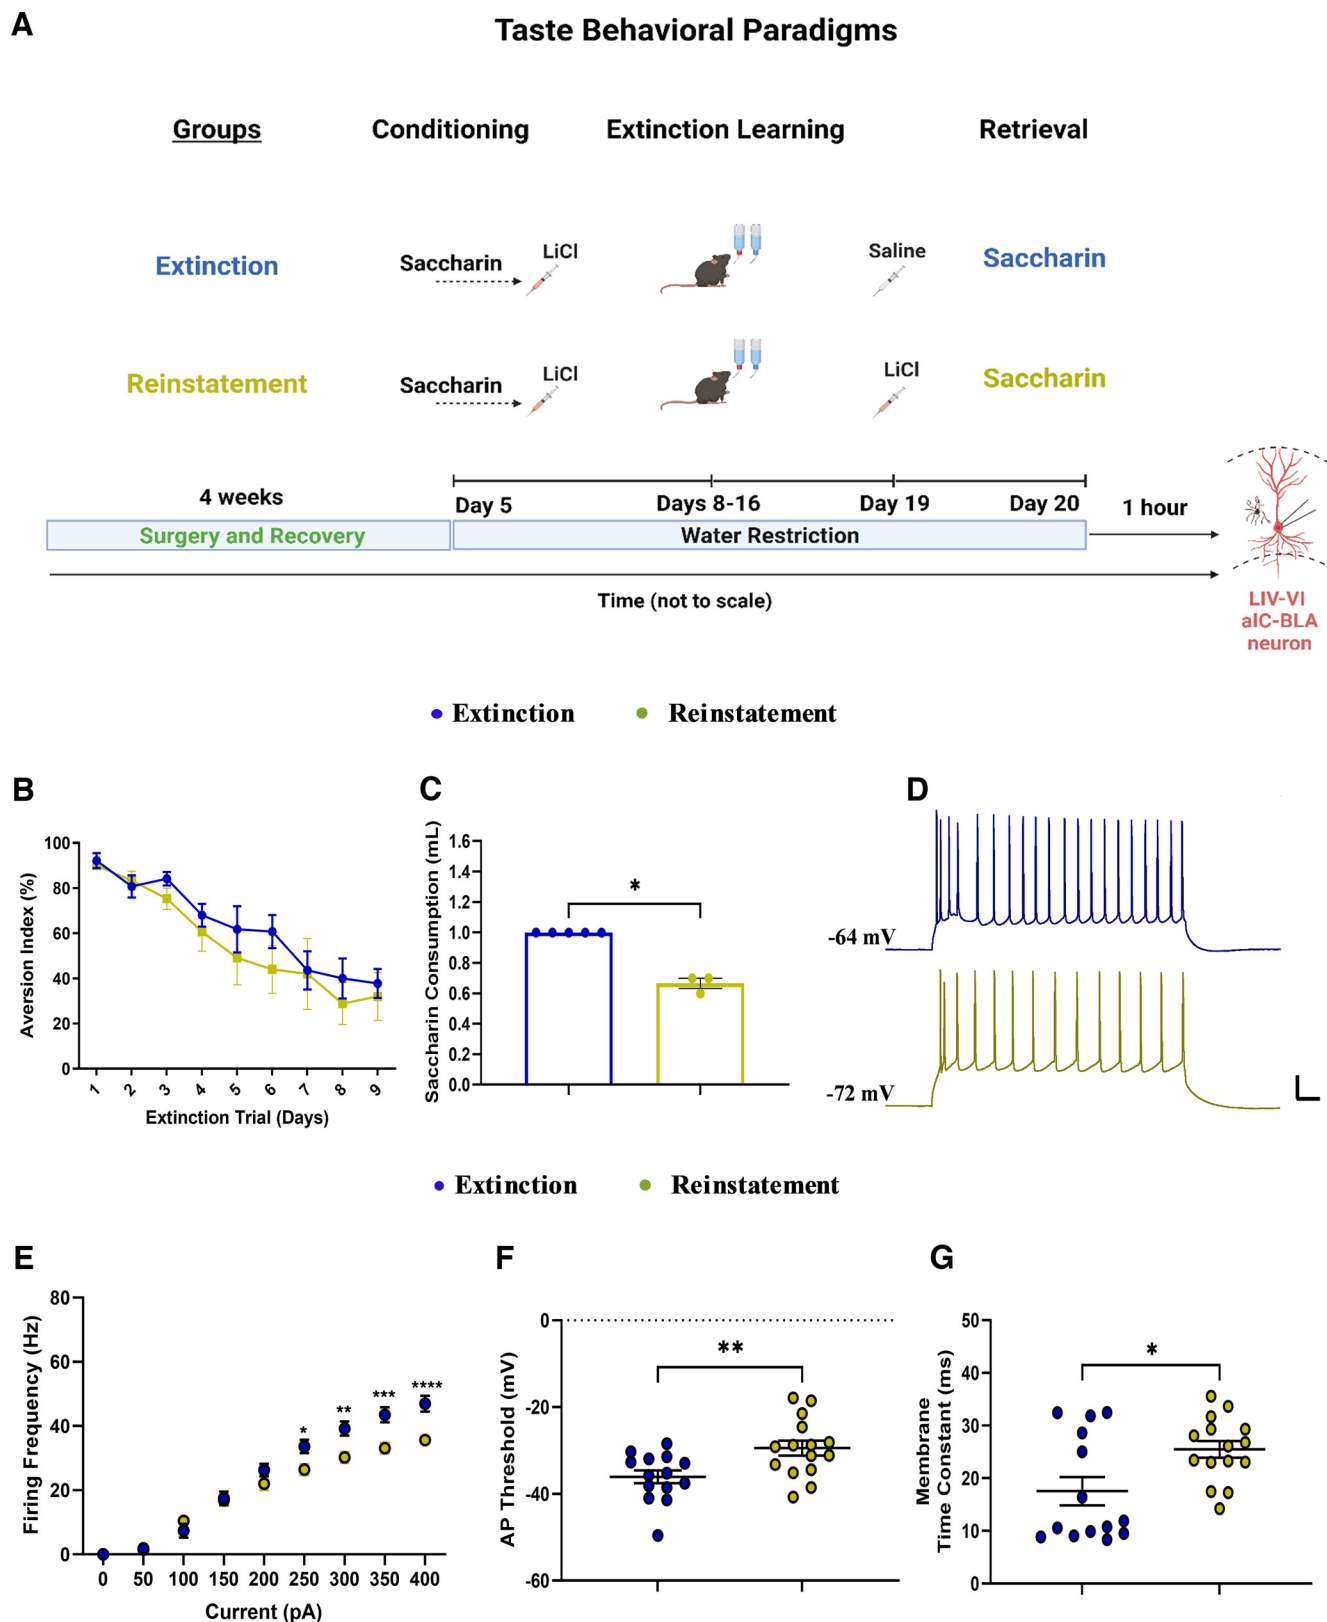 A
Taste Behavioral Paradigms
Groups Conditioning Extinction Learning Retrieval
Extinction Saccharin LiCl Saline Saccharin
Reinstatement Saccharin LiCl LiCl Saccharin
4 weeks Day 5 Days 8-16 Day 19 Day 20 1 hour
Surgery and Recovery Water Restriction
Time (not to scale)
LIV-VI
aIC-BLA
neuron
Extinction Reinstatement
B
Aversion Index (%)
100
80
60
40
20
0
1 2 3 4 5 6 7 8 9
Extinction Trial (Days)
C
Saccharin Consumption (mL)
1.6
1.4
1.2
1.0
0.8
0.6
0.4
0.2
0.0
*
D
-64 mV
-72 mV
Extinction Reinstatement
E
Firing Frequency (Hz)
80
60
40
20
0
* ** *** ****
0 50 100 150 200 250 300 350 400
Current (pA)
F
AP Threshold (mV)
0
-20
-40
-60
**
G
Membrane
Time Constant (ms)
50
40
30
20
10
0
*